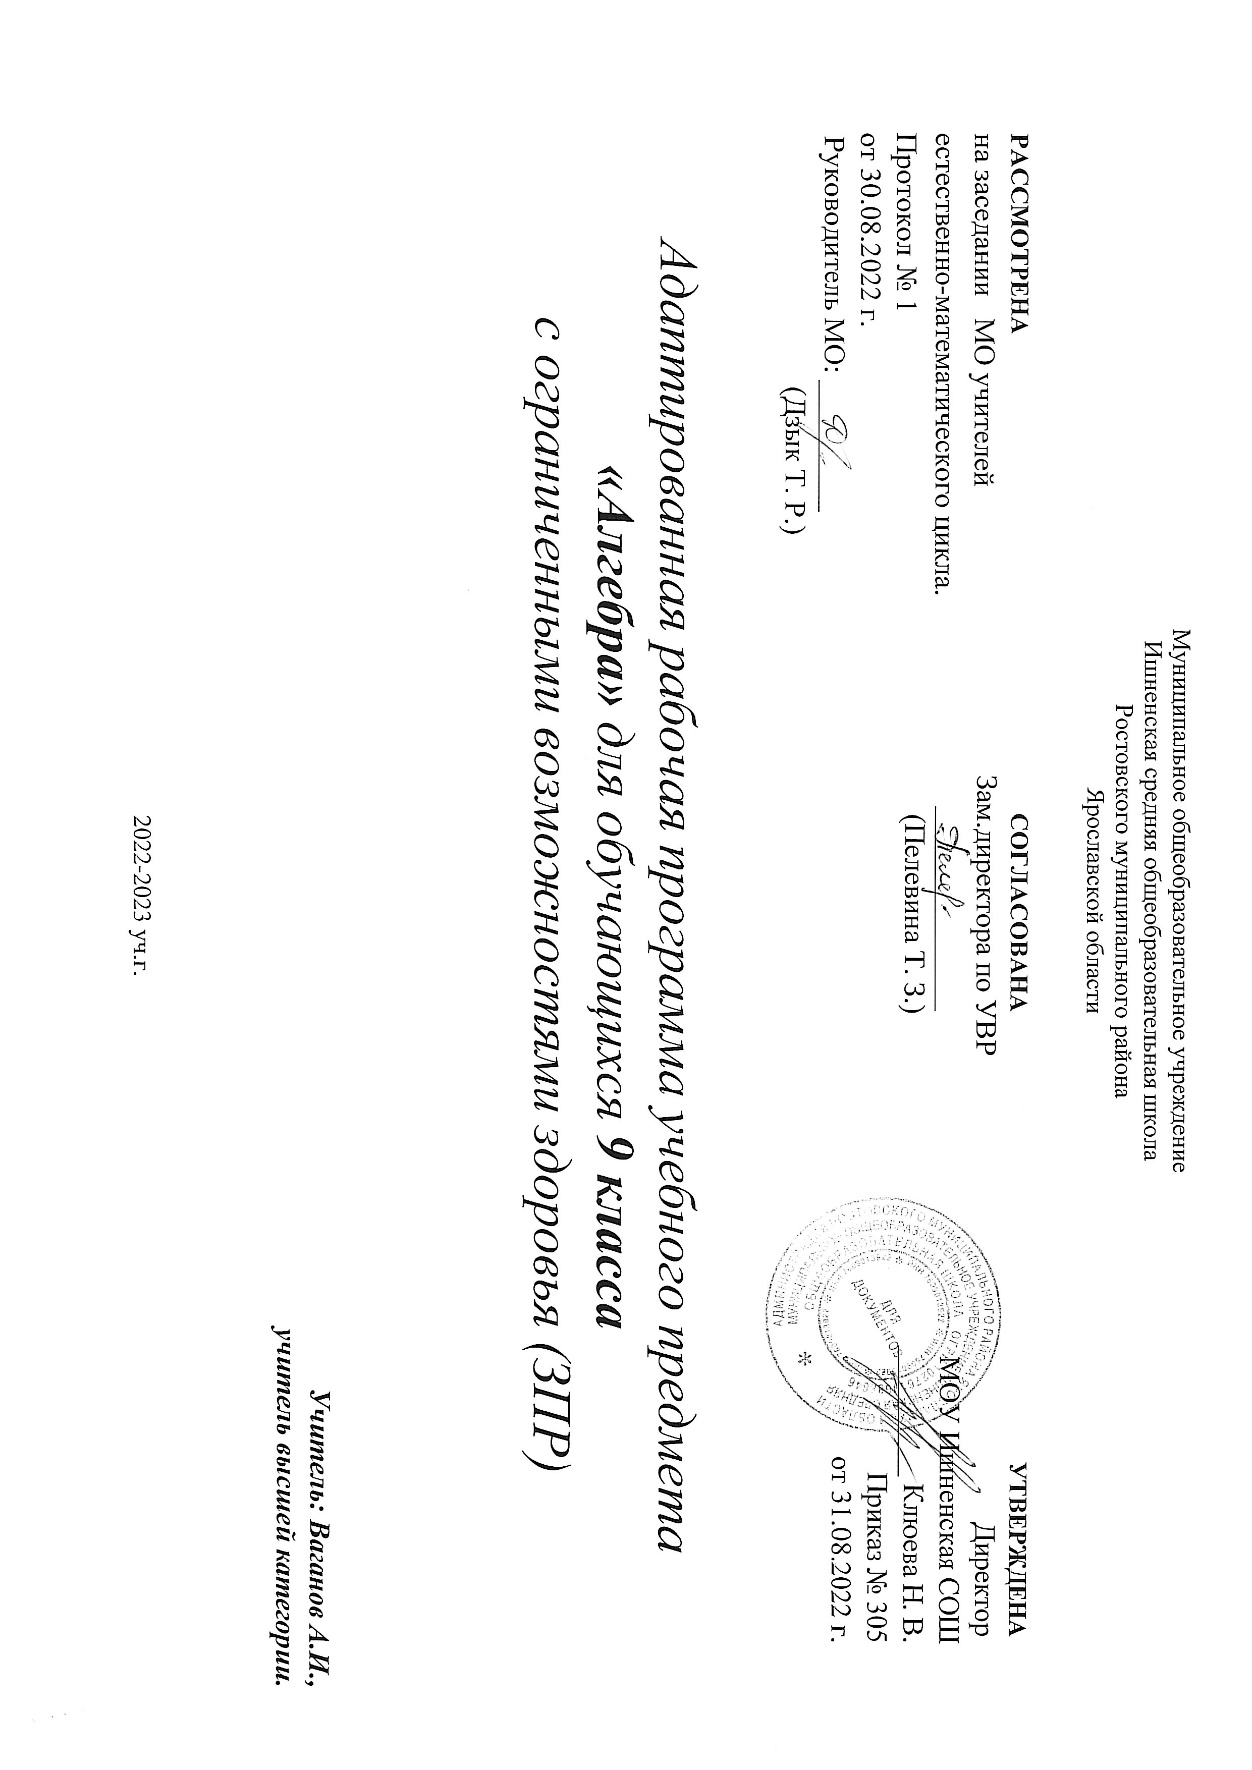 Муниципальное общеобразовательное учреждение
Ишненская средняя общеобразовательная школа
Ростовского муниципального района
Ярославской области
РАССМОТРЕНА
на заседании МО учителей
естественно-математического цикла.
Протокол № 1
от 30.08.2022 г.
Руководитель МО:
(Дзык Т. Р.)
СОГЛАСОВАНА
Зам.директора по УВР
(Пелевина Т. З.)
УТВЕРЖДЕНА
Директор
МОУ Ишненская СОШ
Клюева Н. В.
Приказ № 305
от 31.08.2022 г.
ДЛЯ
ДОКУМЕНТОВ
Адаптированная рабочая программа учебного предмета
«Алгебра» для обучающихся 9 класса
с ограниченными возможностями здоровья (ЗПР)
Учитель: Ваганов А.И.,
учитель высшей категории.
2022-2023 уч.г.